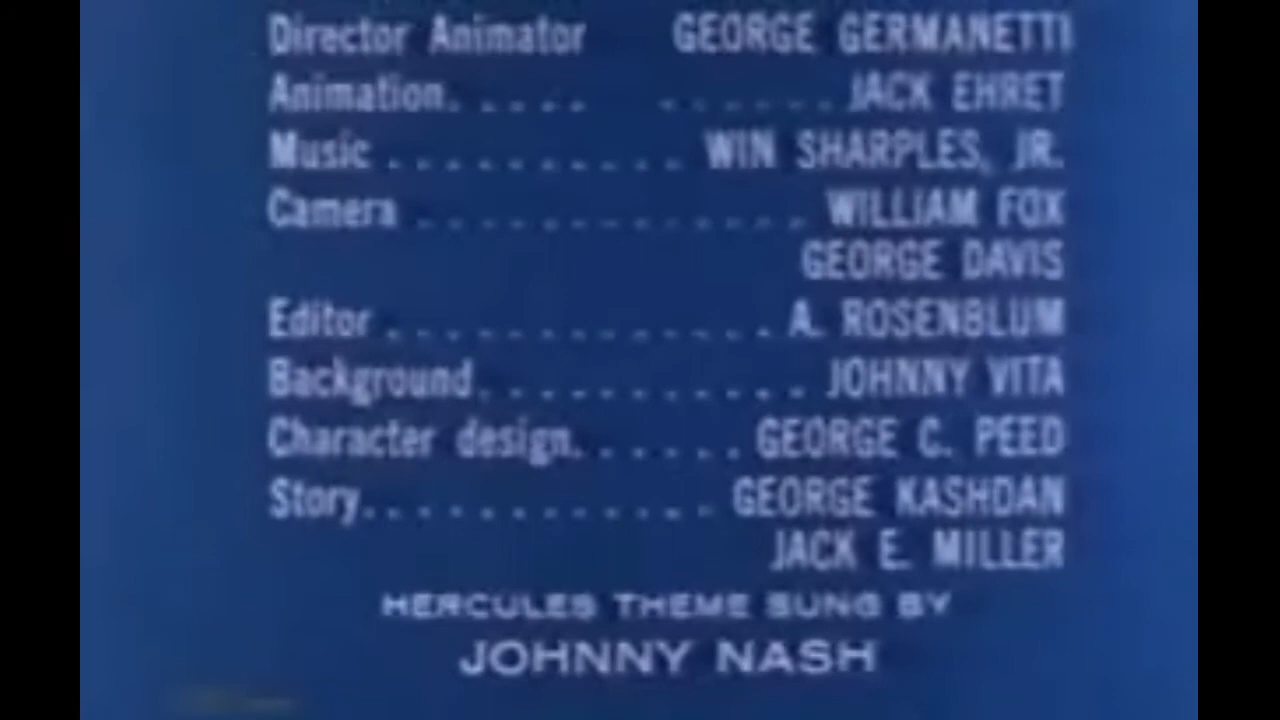 Director Animator GEORGE GERMANETTI
Animation..... ......JACK EHRET
Music .......... WIN SHARPLES, JR.
Camera ............. WILLIAM FOX
GEORGE DAVIS
Editor ............. A. ROSENBLUM
Background........... JOHNNY VITA
Character design...... GEORGE C. PEED
Story............ GEORGE KASHDAN
JACK E. MILLER
HERCULES THEME SUNG BY
JOHNNY NASH